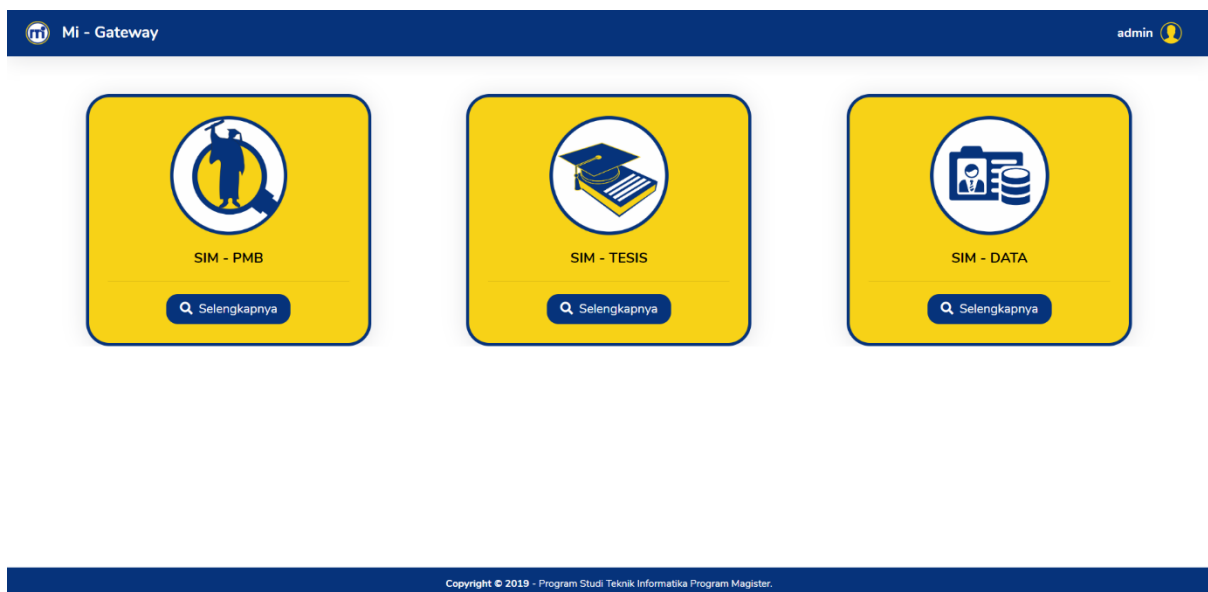 mi Mi - Gateway
admin
SIM - PMB
Selengkapnya
SIM - TESIS
Selengkapnya
SIM - DATA
Selengkapnya
Copyright © 2019 - Program Studi Teknik Informatika Program Magister.